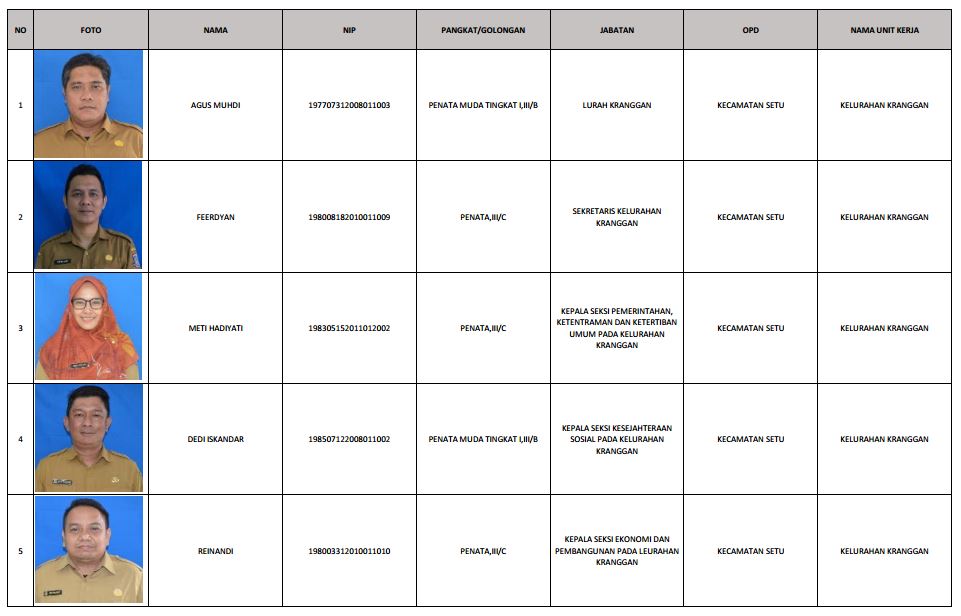 NO FOTO NAMA NIP PANGKAT/GOLONGAN JABATAN OPD NAMA UNIT KERJA
1 AGUS MUHDI 197707312008011003 PENATA MUDA TINGKAT I,III/B LURAH KRANGGAN KECAMATAN SETU KELURAHAN KRANGGAN
2 FEERDYAN 198008182010011009 PENATA,III/C SEKRETARIS KELURAHAN
KRANGGAN KECAMATAN SETU KELURAHAN KRANGGAN
3 METI HADIYATI 198305152011012002 PENATA,III/C KEPALA SEKSI PEMERINTAHAN,
KETENTRAMAN DAN KETERTIBAN
UMUM PADA KELURAHAN
KRANGGAN KECAMATAN SETU KELURAHAN KRANGGAN
4 DEDI ISKANDAR 198507122008011002 PENATA MUDA TINGKAT I,III/B KEPALA SEKSI KESEJAHTERAAN
SOSIAL PADA KELURAHAN
KRANGGAN KECAMATAN SETU KELURAHAN KRANGGAN
5 REINANDI 198003312010011010 PENATA,III/C KEPALA SEKSI EKONOMI DAN
PEMBANGUNAN PADA LEURAHAN
KRANGGAN KECAMATAN SETU KELURAHAN KRANGGAN